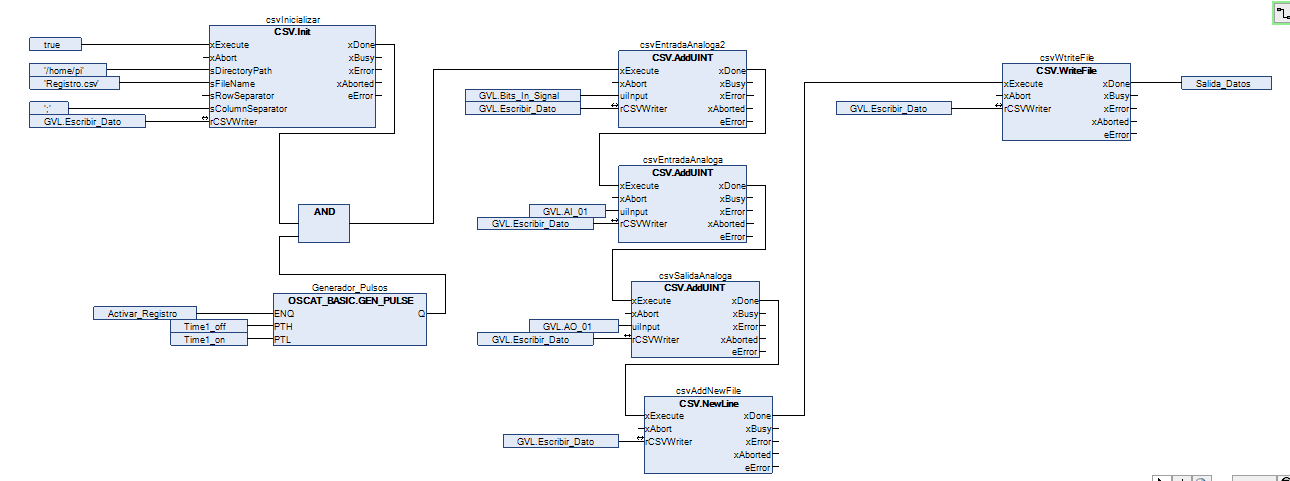 csvInicializar
CSV.Init
true
xExecute xDone
xAbort xBusy
'/home/pi' sDirectoryPath xError
'Registro.csv' sFileName xAborted
sRowSeparator eError
';' sColumnSeparator
GVL.Escribir_Dato rCSVWriter
AND
Generador_Pulsos
OSCAT_BASIC.GEN_PULSE
Activar_Registro ENQ Q
Time1_off PTH
Time1_on PTL
csvEntradaAnaloga2
CSV.AddUINT
xExecute xDone
xAbort xBusy
GVL.Bits_In_Signal uiInput xError
GVL.Escribir_Dato rCSVWriter xAborted
eError
csvEntradaAnaloga
CSV.AddUINT
xExecute xDone
xAbort xBusy
GVL.AI_01 uiInput xError
GVL.Escribir_Dato rCSVWriter xAborted
eError
csvSalidaAnaloga
CSV.AddUINT
xExecute xDone
xAbort xBusy
GVL.AO_01 uiInput xError
GVL.Escribir_Dato rCSVWriter xAborted
eError
csvAddNewFile
CSV.NewLine
xExecute xDone
xAbort xBusy
GVL.Escribir_Dato rCSVWriter xError
xAborted
eError
csvWtriteFile
CSV.WriteFile
xExecute xDone Salida_Datos
xAbort xBusy
GVL.Escribir_Dato rCSVWriter xError
xAborted
eError